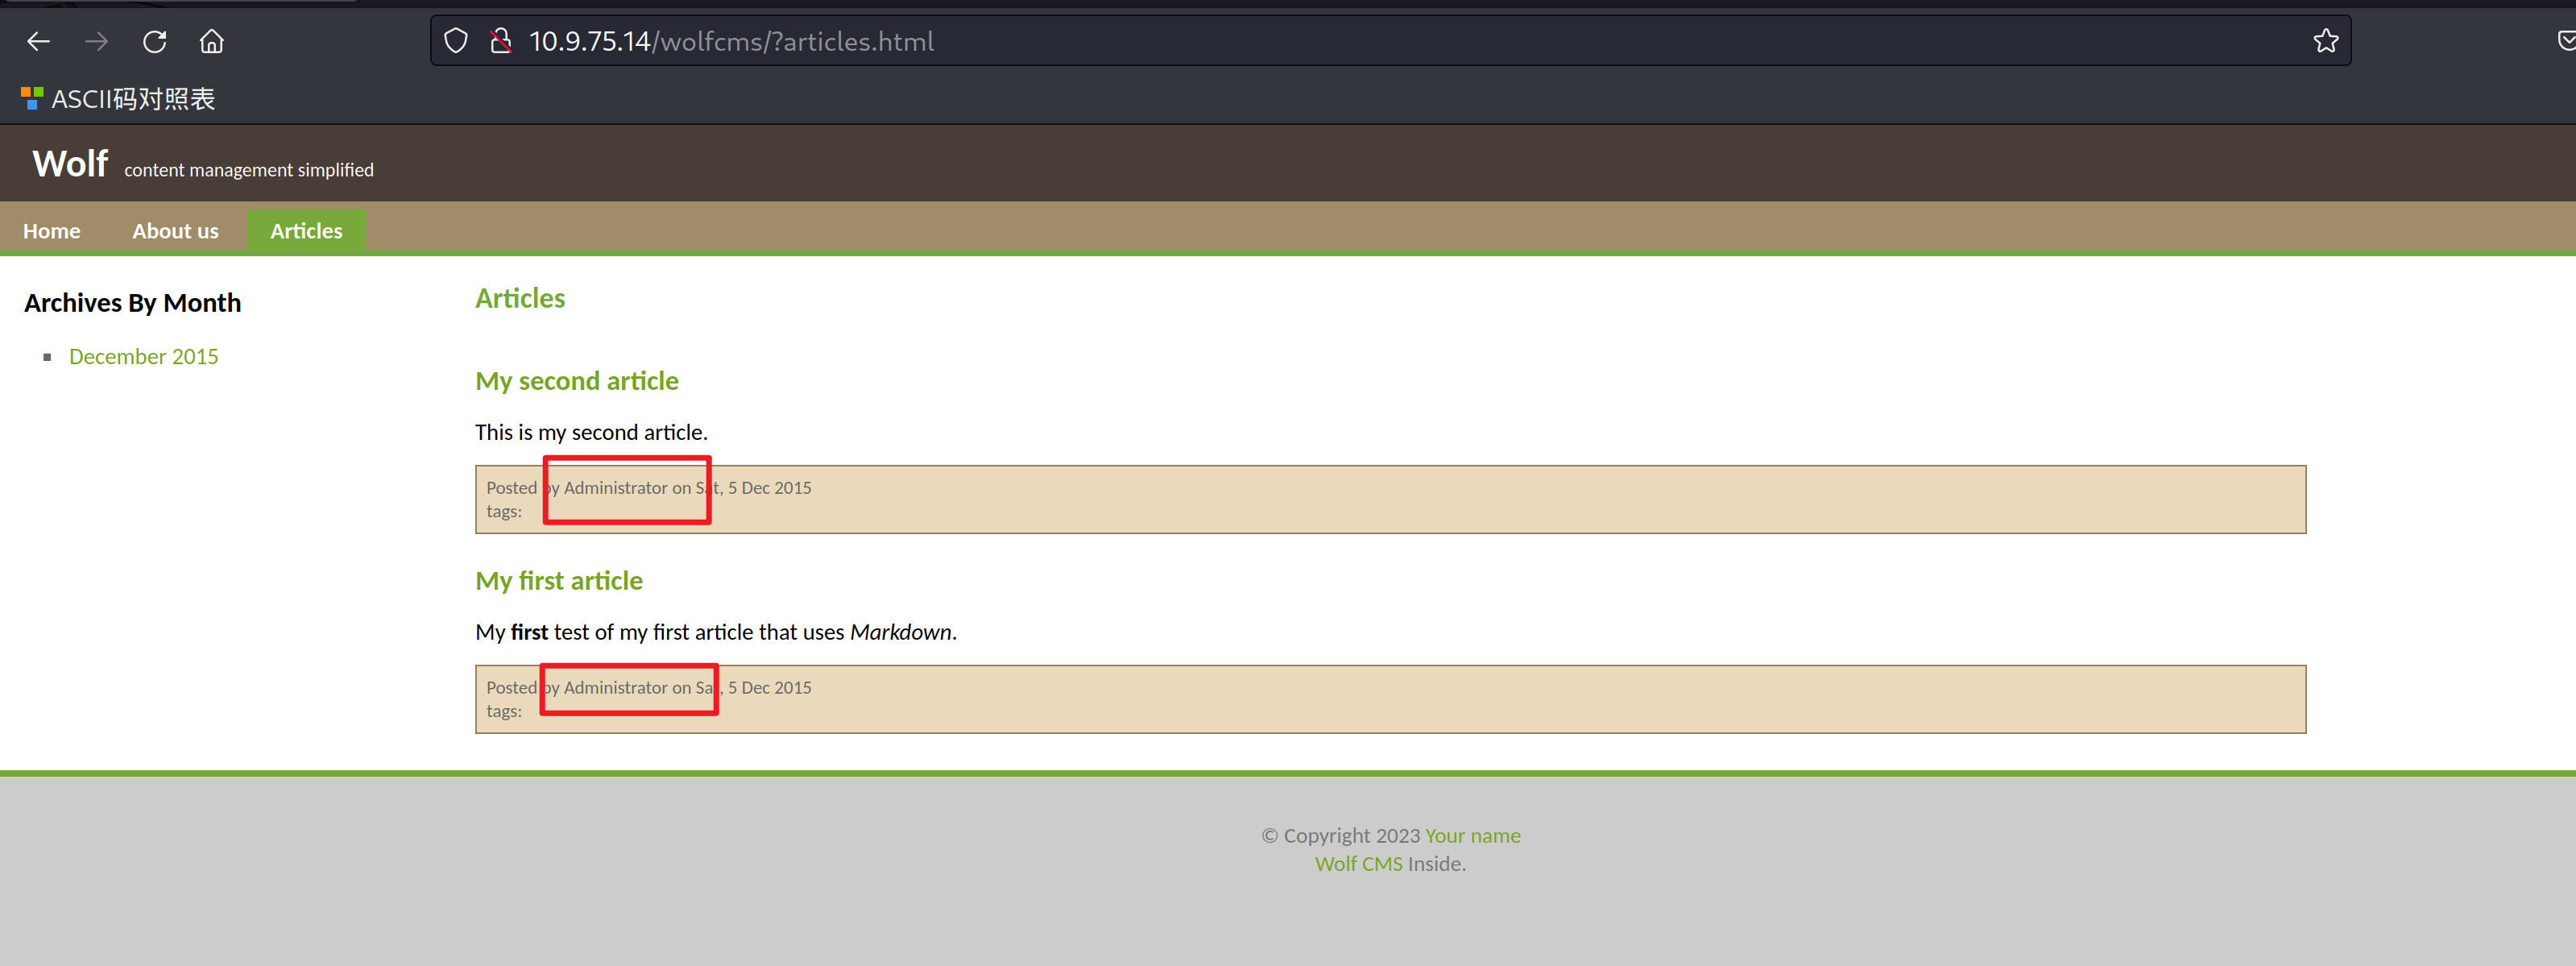 10.9.75.14/wolfcms/?articles.html
ASCII码对照表
Wolf content management simplified
Home About us Articles
Archives By Month
December 2015
Articles
My second article
This is my second article.
Posted by Administrator on Sat, 5 Dec 2015
tags:
My first article
My first test of my first article that uses Markdown.
Posted by Administrator on Sat, 5 Dec 2015
tags:
© Copyright 2023 Your name
Wolf CMS Inside.